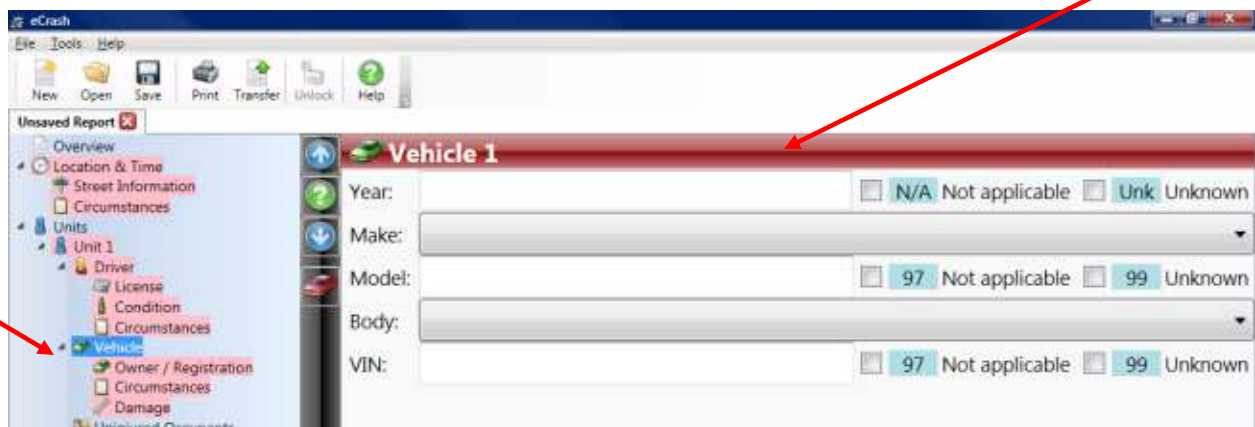 eCrash
File Tools Help
New Open Save Print Transfer Unlock Help
Unsaved Report
Overview
Location & Time
Street Information
Circumstances
Units
Unit 1
Driver
License
Condition
Circumstances
Vehicle
Owner / Registration
Circumstances
Damage
Uninjured Occupants
Vehicle 1
Year: N/A Not applicable Unk Unknown
Make:
Model: 97 Not applicable 99 Unknown
Body:
VIN: 97 Not applicable 99 Unknown